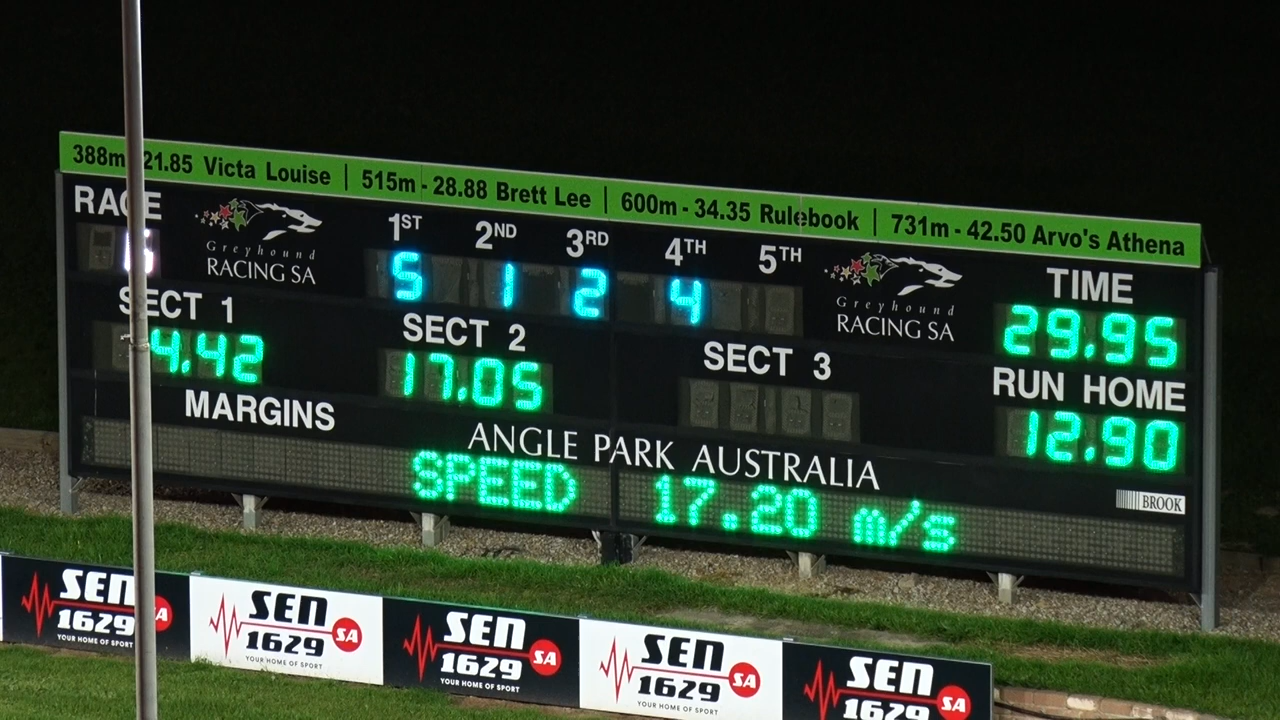 388m 21.85 Victa Louise | 515m - 28.88 Brett Lee | 600m - 34.35 Rulebook | 731m - 42.50 Arvo's Athena
RACE
Greyhound
RACING SA
1ST 2ND 3RD 4TH 5TH
5 1 2 4
Greyhound
RACING SA
TIME
29.95
SECT 1
4.42
SECT 2
17.05
SECT 3
RUN HOME
12.90
MARGINS
ANGLE PARK AUSTRALIA
SPEED 17.20 m/s
BROOK
SEN
1629
YOUR HOME OF SPORT
SEN
1629
SA
YOUR HOME OF SPORT
SEN
1629
SA
YOUR HOME OF SPORT
SEN
1629
SA
YOUR HOME OF SPORT
SEN
1629
SA